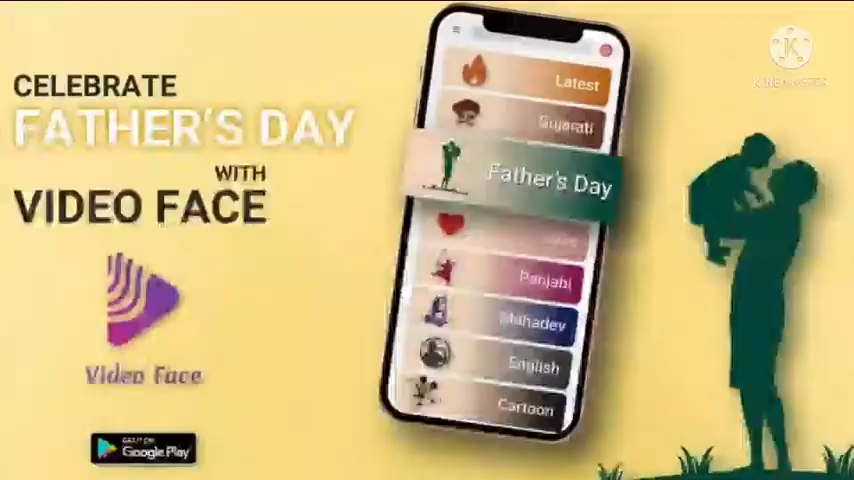 CELEBRATE
FATHER'S DAY
WITH
VIDEO FACE
Video Face
GET IT ON
Google Play
Latest
Gujarati
Father's Day
Panjabi
Mahadev
English
Cartoon
K
KINEMASTER